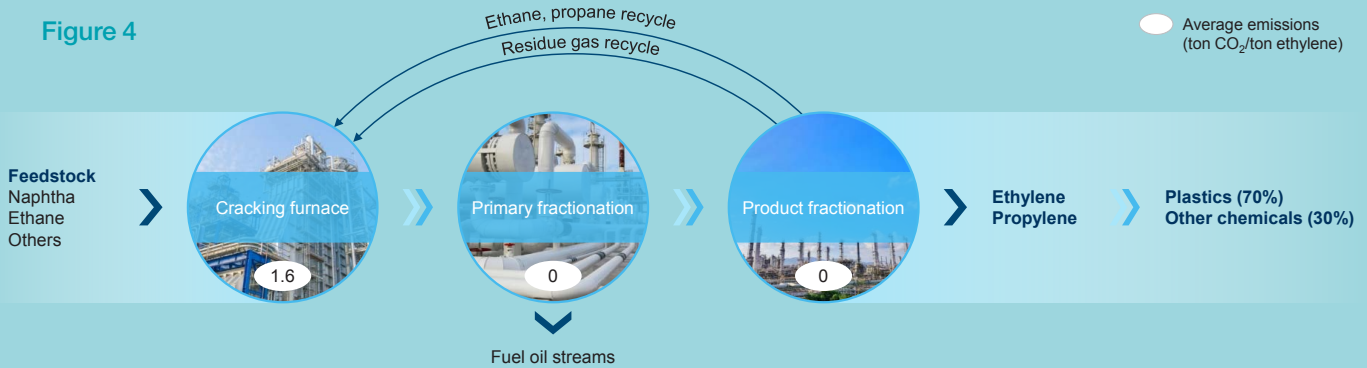 Figure 4
Ethane, propane recycle
Residue gas recycle
Average emissions
(ton CO₂/ton ethylene)
Feedstock
Naphtha
Ethane
Others
Cracking furnace
1.6
Primary fractionation
0
Product fractionation
0
Ethylene
Propylene
Plastics (70%)
Other chemicals (30%)
Fuel oil streams